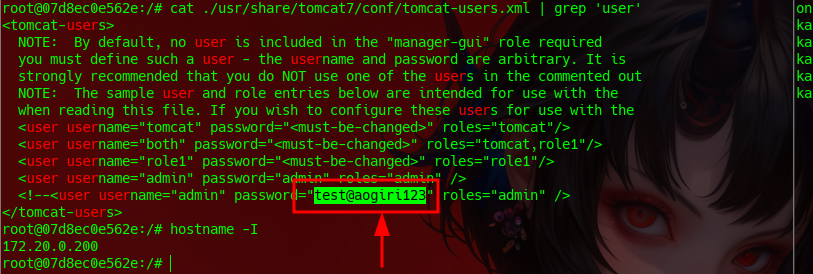 root@07d8ec0e562e:/# cat ./usr/share/tomcat7/conf/tomcat-users.xml | grep 'user'
<tomcat-users>
  NOTE:  By default, no user is included in the "manager-gui" role required
  you must define such a user - the username and password are arbitrary. It is
  strongly recommended that you do NOT use one of the users in the commented out
  NOTE:  The sample user and role entries below are intended for use with the
  when reading this file. If you wish to configure these users for use with the
  <user username="tomcat" password="<must-be-changed>" roles="tomcat"/>
  <user username="both" password="<must-be-changed>" roles="tomcat,role1"/>
  <user username="role1" password="<must-be-changed>" roles="role1"/>
  <user username="admin" password="admin" roles="admin" />
  <!--<user username="admin" password="test@aogiri123" roles="admin" />
</tomcat-users>
root@07d8ec0e562e:/# hostname -I
172.20.0.200
root@07d8ec0e562e:/#
on
ka
ka
ka
ka